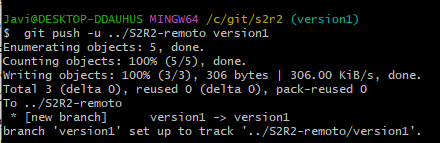 Javi@DESKTOP-DDAUHUS MINGW64 /c/git/s2r2 (version1)
$  git push -u ../S2R2-remoto version1
Enumerating objects: 5, done.
Counting objects: 100% (5/5), done.
Writing objects: 100% (3/3), 306 bytes | 306.00 KiB/s, done.
Total 3 (delta 0), reused 0 (delta 0), pack-reused 0
To ../S2R2-remoto
 * [new branch]      version1 -> version1
branch 'version1' set up to track '../S2R2-remoto/version1'.